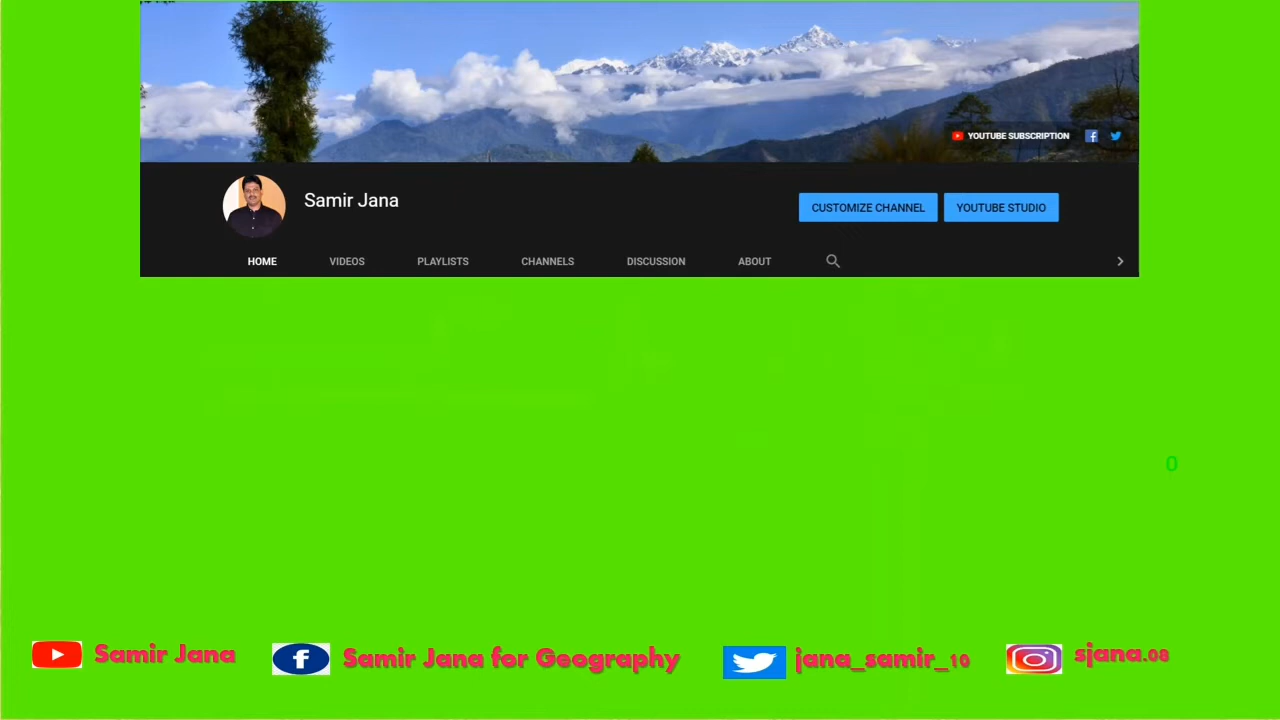 YOUTUBE SUBSCRIPTION
Samir Jana
CUSTOMIZE CHANNEL YOUTUBE STUDIO
HOME VIDEOS PLAYLISTS CHANNELS DISCUSSION ABOUT
0
Samir Jana Samir Jana for Geography jana_samir_10 sjana.08